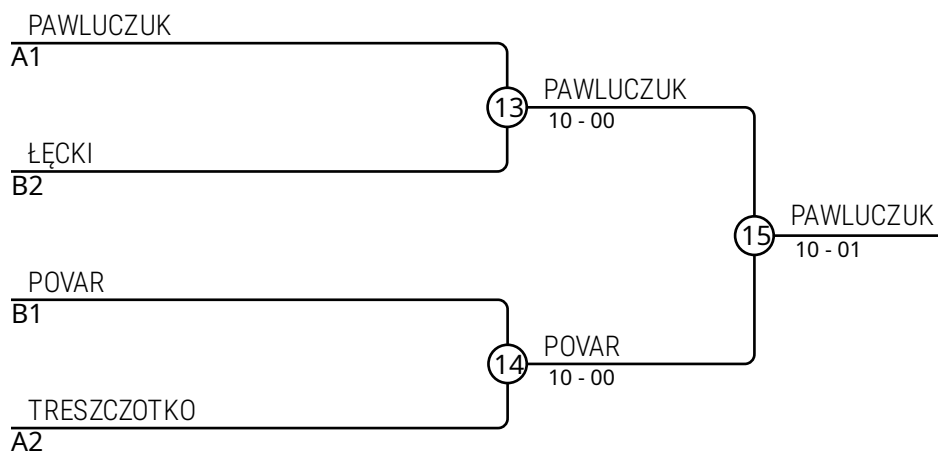 PAWLUCZUK
A1
13
PAWLUCZUK
10 - 00
ŁĘCKI
B2
15
PAWLUCZUK
10 - 01
POVAR
B1
14
POVAR
10 - 00
TRESZCZOTKO
A2